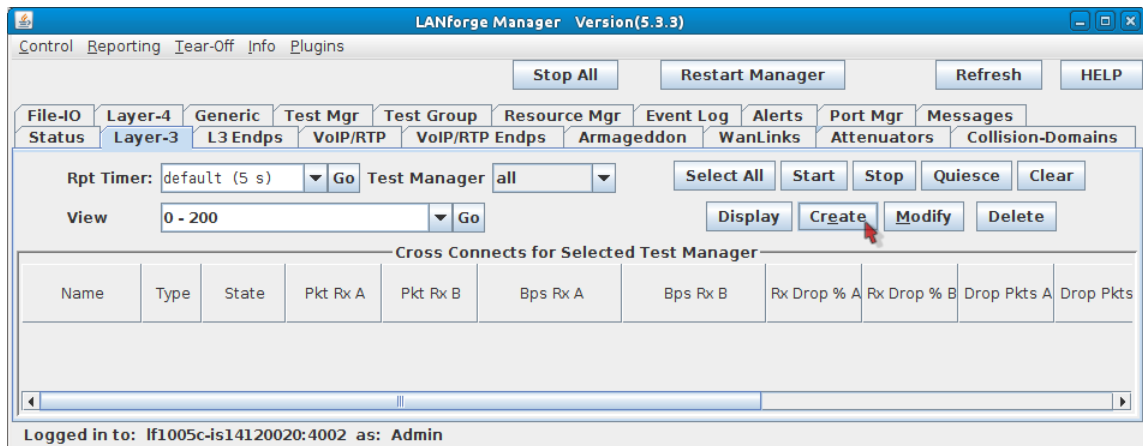 LANforge Manager Version(5.3.3)
Control Reporting Tear-Off Info Plugins
Stop All Restart Manager Refresh HELP
File-IO Layer-4 Generic Test Mgr Test Group Resource Mgr Event Log Alerts Port Mgr Messages
Status Layer-3 L3 Endps VoIP/RTP VoIP/RTP Endps Armageddon WanLinks Attenuators Collision-Domains
Rpt Timer: default (5 s) Go Test Manager all Select All Start Stop Quiesce Clear
View 0 - 200 Go Display Create Modify Delete
Cross Connects for Selected Test Manager
Name Type State Pkt Rx A Pkt Rx B Bps Rx A Bps Rx B Rx Drop % A Rx Drop % B Drop Pkts A Drop Pkts
Logged in to: lf1005c-is14120020:4002 as: Admin